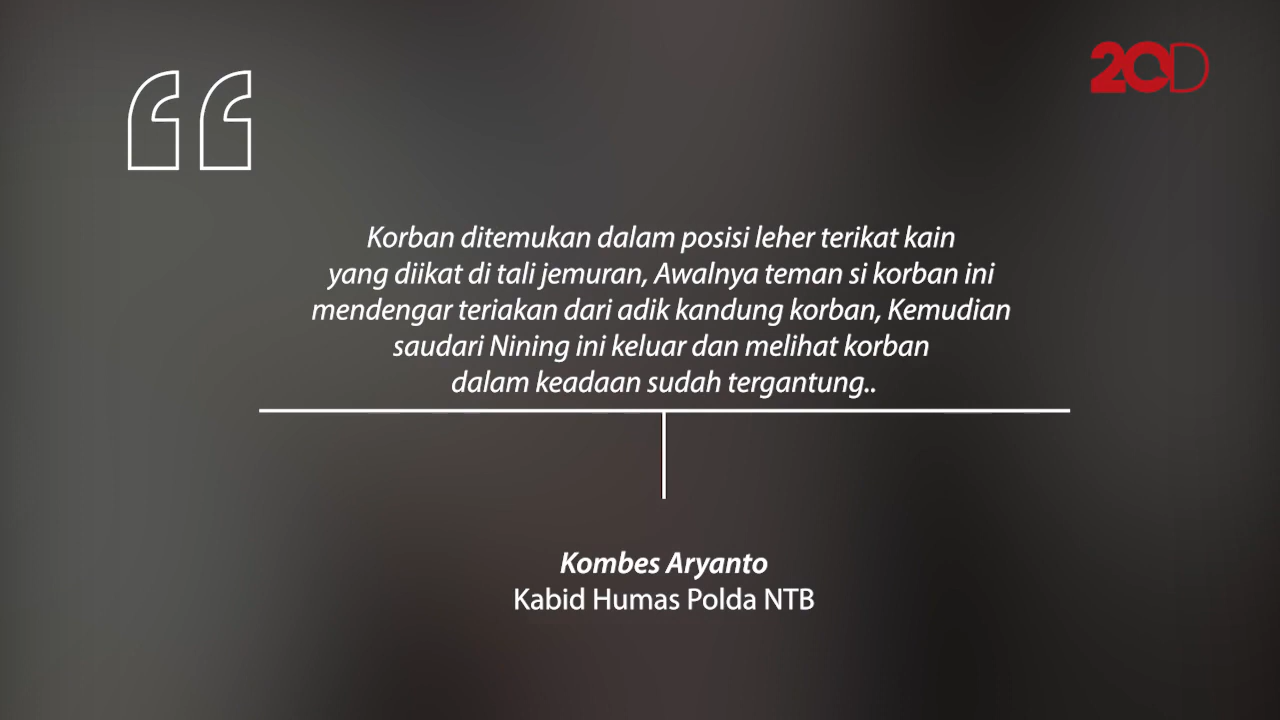 20D
Korban ditemukan dalam posisi leher terikat kain
yang diikat di tali jemuran, Awalnya teman si korban ini
mendengar teriakan dari adik kandung korban, Kemudian
saudari Nining ini keluar dan melihat korban
dalam keadaan sudah tergantung..
Kombes Aryanto
Kabid Humas Polda NTB